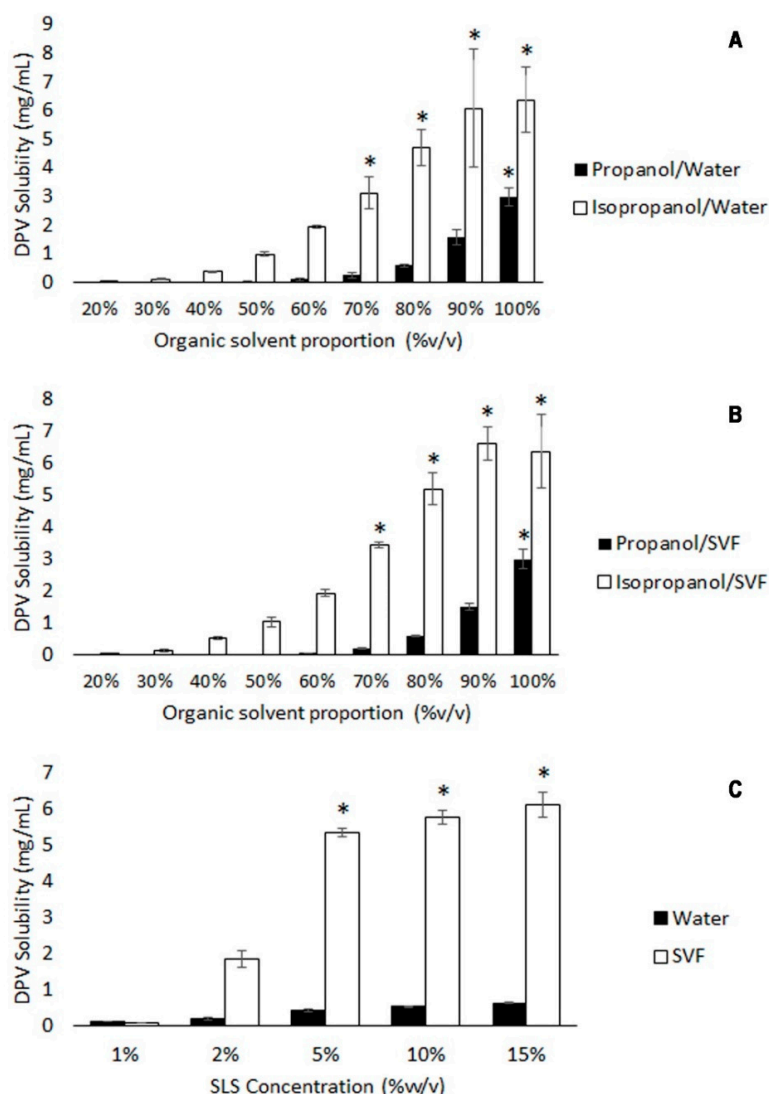 A
DPV Solubiity (mg/mL)
9
8
7
6
5
4
3
2
1
0
* * * * *
Propanol/Water
Isopropanol/Water
20% 30% 40% 50% 60% 70% 80% 90% 100%
Organic solvent proportion (%v/v)
B
DPV Solubility (mg/mL)
8
7
6
5
4
3
2
1
0
* * * * *
Propanol/SVF
Isopropanol/SVF
20% 30% 40% 50% 60% 70% 80% 90% 100%
Organic solvent proportion (%v/v)
C
DPV Solubility (mg/mL)
7
6
5
4
3
2
1
0
* * *
Water
SVF
1% 2% 5% 10% 15%
SLS Concentration (%w/v)